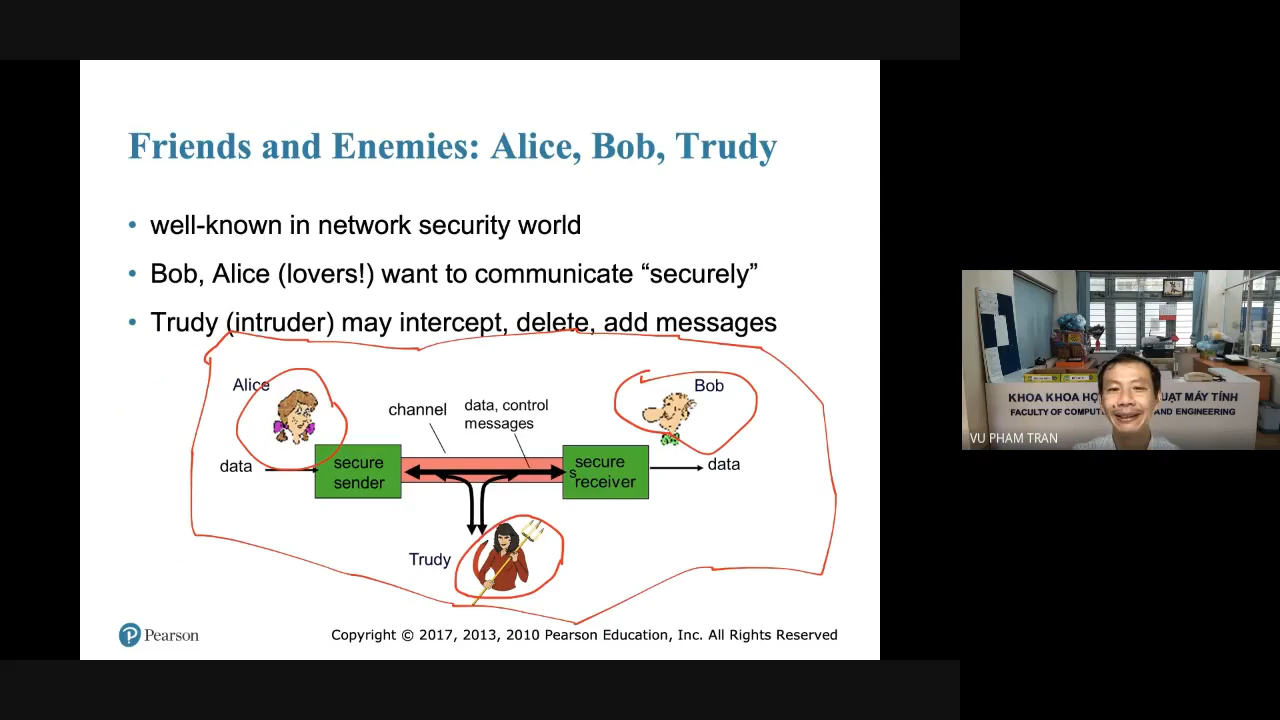 Friends and Enemies: Alice, Bob, Trudy
• well-known in network security world
• Bob, Alice (lovers!) want to communicate “securely”
• Trudy (intruder) may intercept, delete, add messages
Alice
Bob
channel
data, control
messages
data
secure
sender
s
secure
receiver
data
Trudy
Pearson
Copyright © 2017, 2013, 2010 Pearson Education, Inc. All Rights Reserved
KHOA KHOA HỌ UẬT MÁY TÍNH
FACULTY OF COMPUT AND ENGINEERING
VU PHAM TRAN